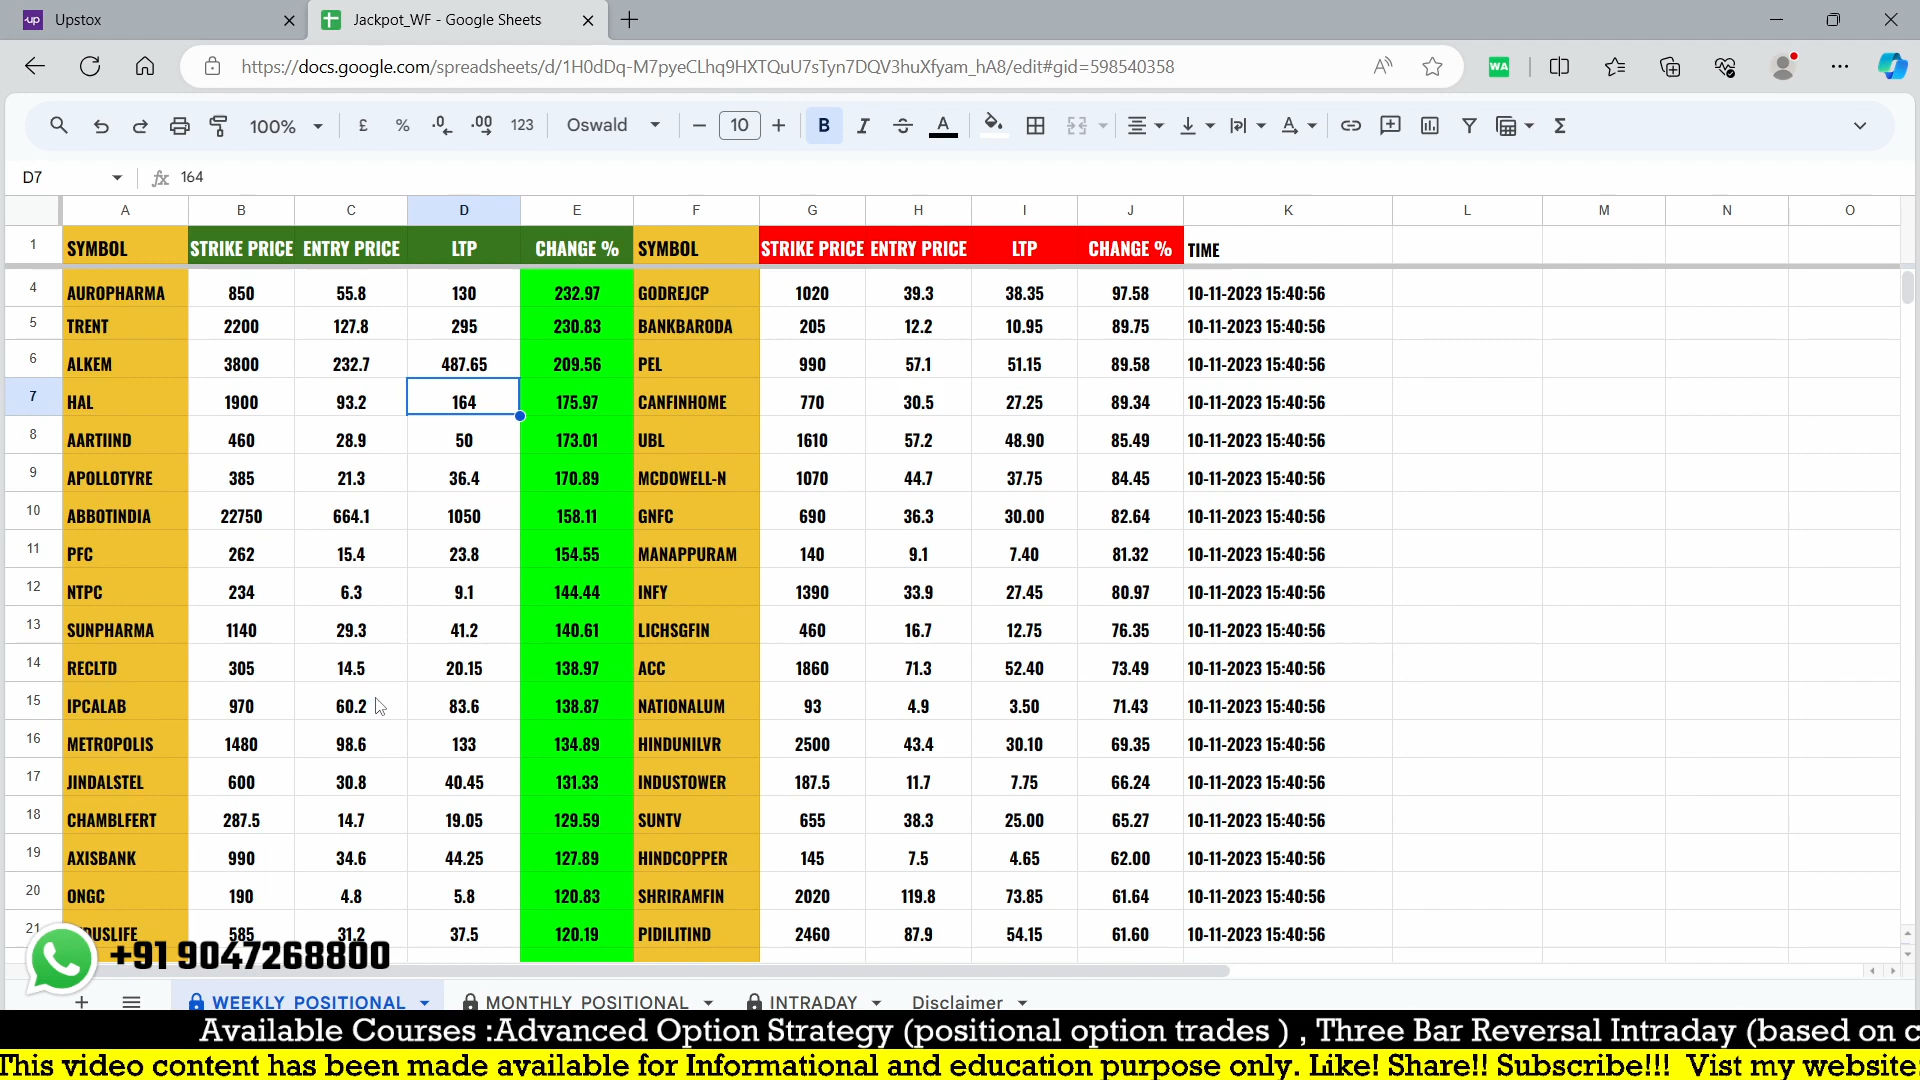 Upstox
Jackpot_WF - Google Sheets
https://docs.google.com/spreadsheets/d/1H0dDq-M7pyeCLhq9HXTQuU7sTyn7DQV3huXfyam_hA8/edit#gid=598540358
WA
100% £ % .0 .00 123 Oswald 10 B I A Σ
D7 fx 164
A B C D E F G H I J K L M N O
1 SYMBOL STRIKE PRICE ENTRY PRICE LTP CHANGE % SYMBOL STRIKE PRICE ENTRY PRICE LTP CHANGE % TIME
4 AUROPHARMA 850 55.8 130 232.97 GODREJCP 1020 39.3 38.35 97.58 10-11-2023 15:40:56
5 TRENT 2200 127.8 295 230.83 BANKBARODA 205 12.2 10.95 89.75 10-11-2023 15:40:56
6 ALKEM 3800 232.7 487.65 209.56 PEL 990 57.1 51.15 89.58 10-11-2023 15:40:56
7 HAL 1900 93.2 164 175.97 CANFINHOME 770 30.5 27.25 89.34 10-11-2023 15:40:56
8 AARTIIND 460 28.9 50 173.01 UBL 1610 57.2 48.90 85.49 10-11-2023 15:40:56
9 APOLLOTYRE 385 21.3 36.4 170.89 MCDOWELL-N 1070 44.7 37.75 84.45 10-11-2023 15:40:56
10 ABBOTINDIA 22750 664.1 1050 158.11 GNFC 690 36.3 30.00 82.64 10-11-2023 15:40:56
11 PFC 262 15.4 23.8 154.55 MANAPPURAM 140 9.1 7.40 81.32 10-11-2023 15:40:56
12 NTPC 234 6.3 9.1 144.44 INFY 1390 33.9 27.45 80.97 10-11-2023 15:40:56
13 SUNPHARMA 1140 29.3 41.2 140.61 LICHSGFIN 460 16.7 12.75 76.35 10-11-2023 15:40:56
14 RECLTD 305 14.5 20.15 138.97 ACC 1860 71.3 52.40 73.49 10-11-2023 15:40:56
15 IPCALAB 970 60.2 83.6 138.87 NATIONALUM 93 4.9 3.50 71.43 10-11-2023 15:40:56
16 METROPOLIS 1480 98.6 133 134.89 HINDUNILVR 2500 43.4 30.10 69.35 10-11-2023 15:40:56
17 JINDALSTEL 600 30.8 40.45 131.33 INDUSTOWER 187.5 11.7 7.75 66.24 10-11-2023 15:40:56
18 CHAMBLFERT 287.5 14.7 19.05 129.59 SUNTV 655 38.3 25.00 65.27 10-11-2023 15:40:56
19 AXISBANK 990 34.6 44.25 127.89 HINDCOPPER 145 7.5 4.65 62.00 10-11-2023 15:40:56
20 ONGC 190 4.8 5.8 120.83 SHRIRAMFIN 2020 119.8 73.85 61.64 10-11-2023 15:40:56
21 DUSLIFE 585 31.2 37.5 120.19 PIDILITIND 2460 87.9 54.15 61.60 10-11-2023 15:40:56
+91 9047268800
WEEKLY POSITIONAL MONTHLY POSITIONAL INTRADAY Disclaimer
Available Courses :Advanced Option Strategy (positional option trades ) , Three Bar Reversal Intraday (based on c
This video content has been made available for Informational and education purpose only. Like! Share!! Subscribe!!! Vist my website